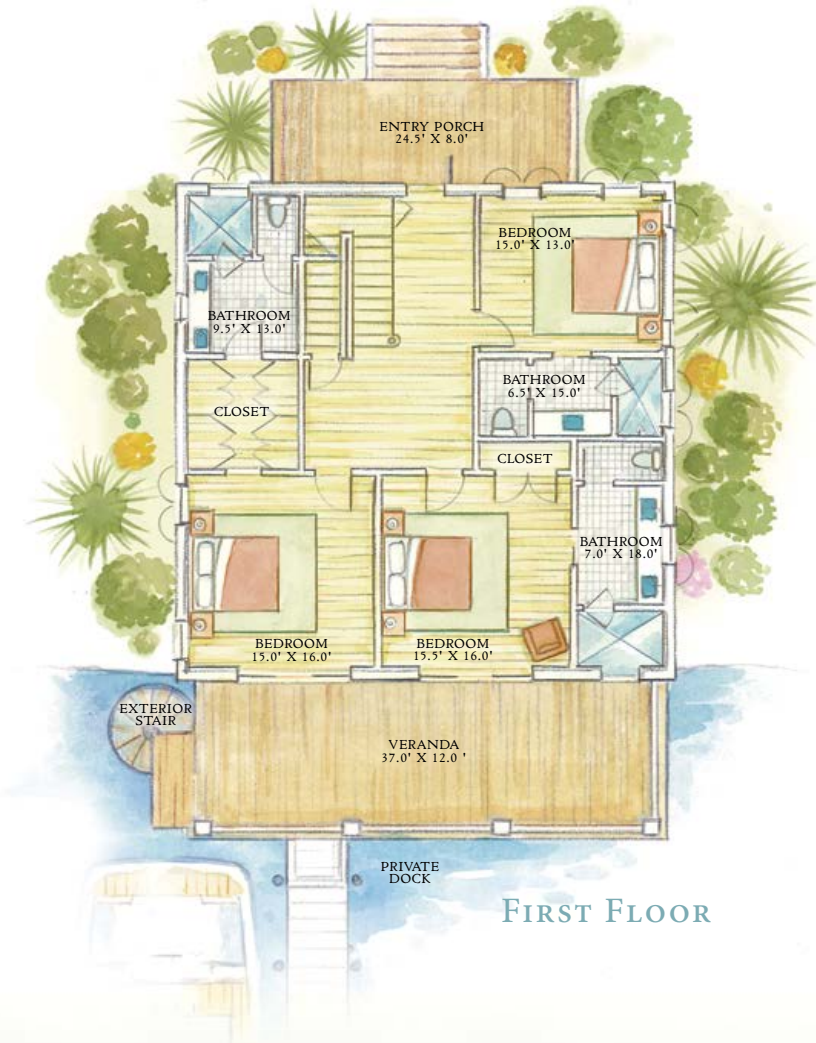 ENTRY PORCH
24.5' X 8.0'
BEDROOM
15.0' X 13.0'
BATHROOM
9.5' X 13.0'
BATHROOM
6.5' X 15.0'
CLOSET
CLOSET
BATHROOM
7.0' X 18.0'
BEDROOM
15.0' X 16.0'
BEDROOM
15.5' X 16.0'
EXTERIOR
STAIR
VERANDA
37.0' X 12.0 '
PRIVATE
DOCK
FIRST FLOOR